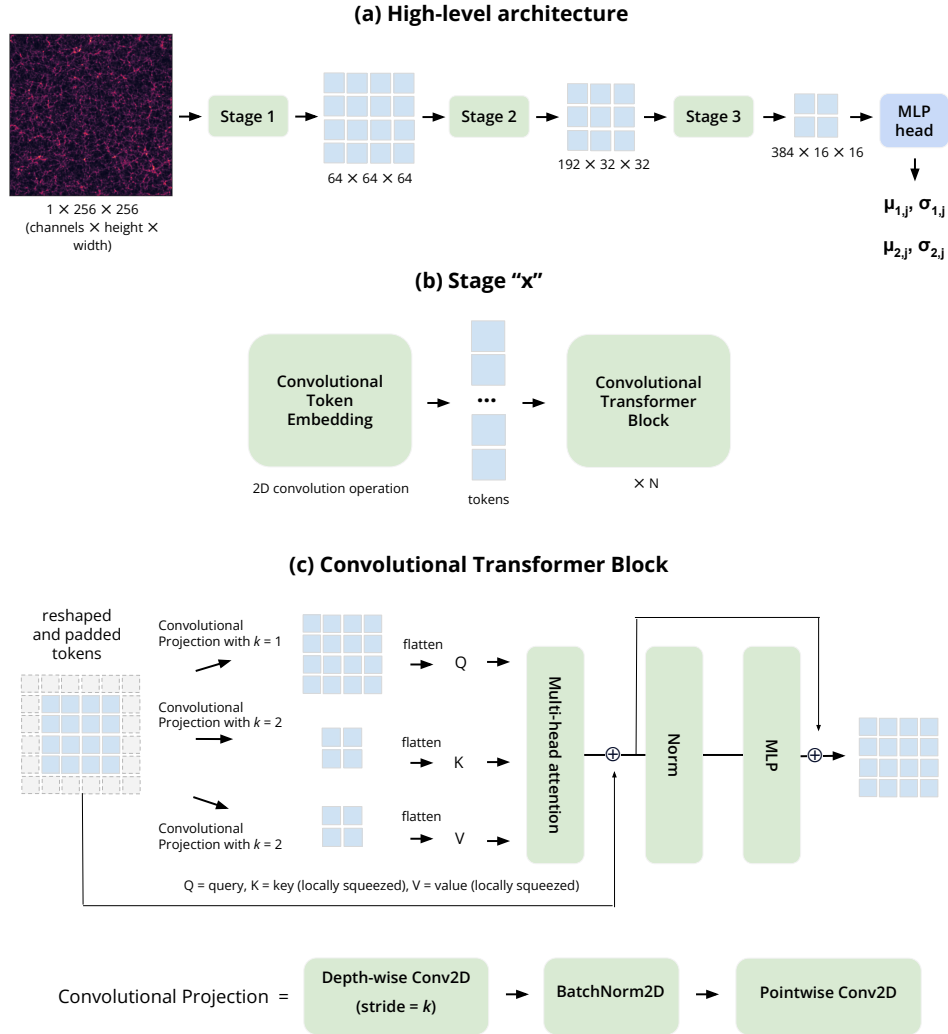 (a) High-level architecture
Stage 1
Stage 2
Stage 3
MLP
head
64 × 64 × 64
192 × 32 × 32
384 × 16 × 16
1 × 256 × 256
(channels × height ×
width)
μ1,j, σ1,j
μ2,j, σ2,j
(b) Stage “x”
Convolutional
Token
Embedding
...
Convolutional
Transformer
Block
2D convolution operation
tokens
× N
(c) Convolutional Transformer Block
reshaped
and padded
tokens
Convolutional
Projection with k = 1
flatten
Q
Convolutional
Projection with k = 2
flatten
K
Convolutional
Projection with k = 2
flatten
V
Multi-head attention
Norm
MLP
Q = query, K = key (locally squeezed), V = value (locally squeezed)
Convolutional Projection =
Depth-wise Conv2D
(stride = k)
BatchNorm2D
Pointwise Conv2D